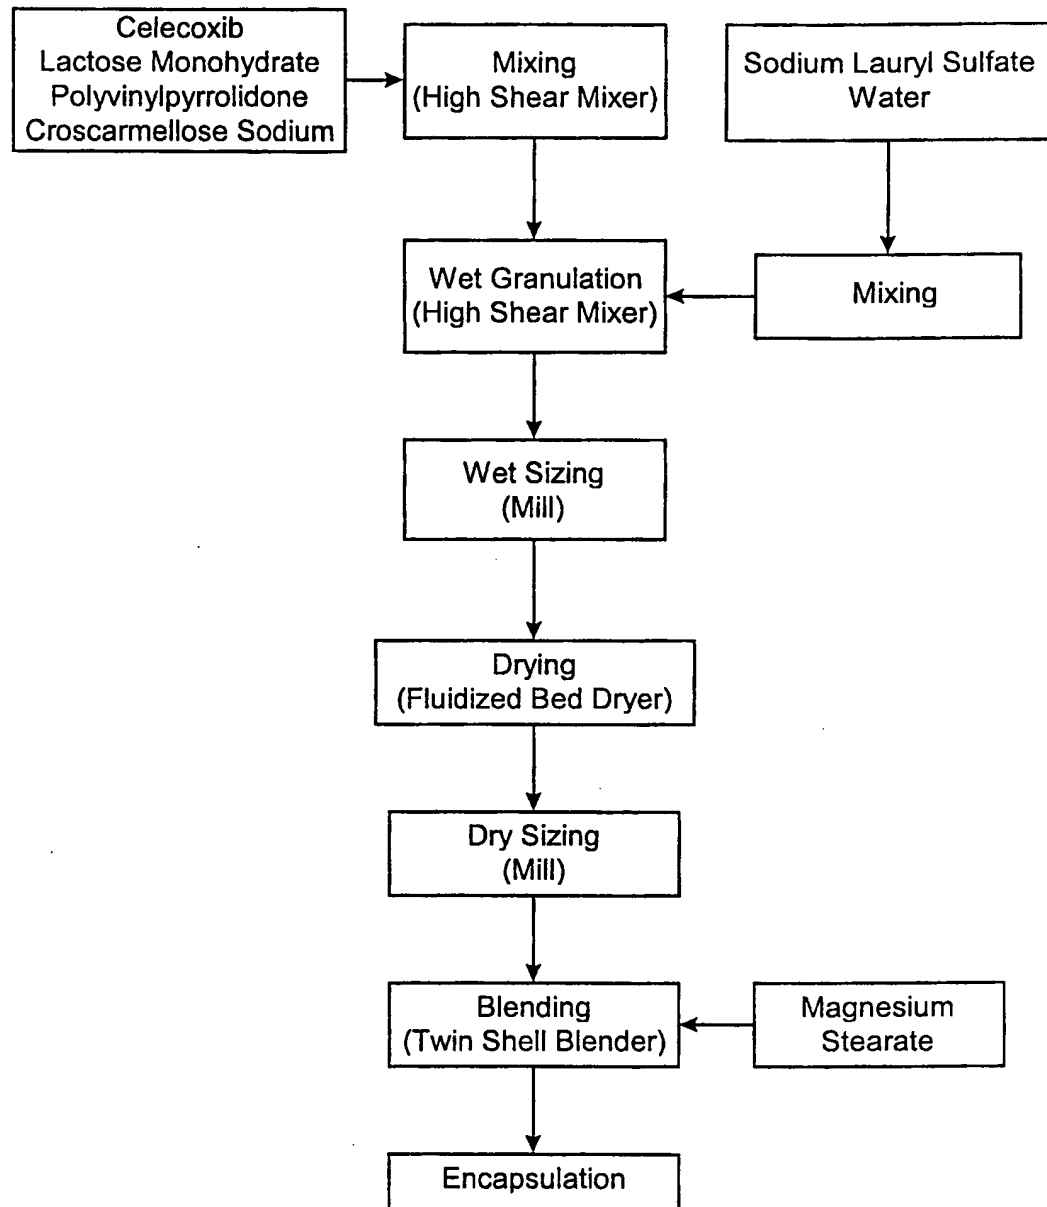 Celecoxib
Lactose Monohydrate
Polyvinylpyrrolidone
Croscarmellose Sodium
Mixing
(High Shear Mixer)
Sodium Lauryl Sulfate
Water
Wet Granulation
(High Shear Mixer)
Mixing
Wet Sizing
(Mill)
Drying
(Fluidized Bed Dryer)
Dry Sizing
(Mill)
Blending
(Twin Shell Blender)
Magnesium
Stearate
Encapsulation